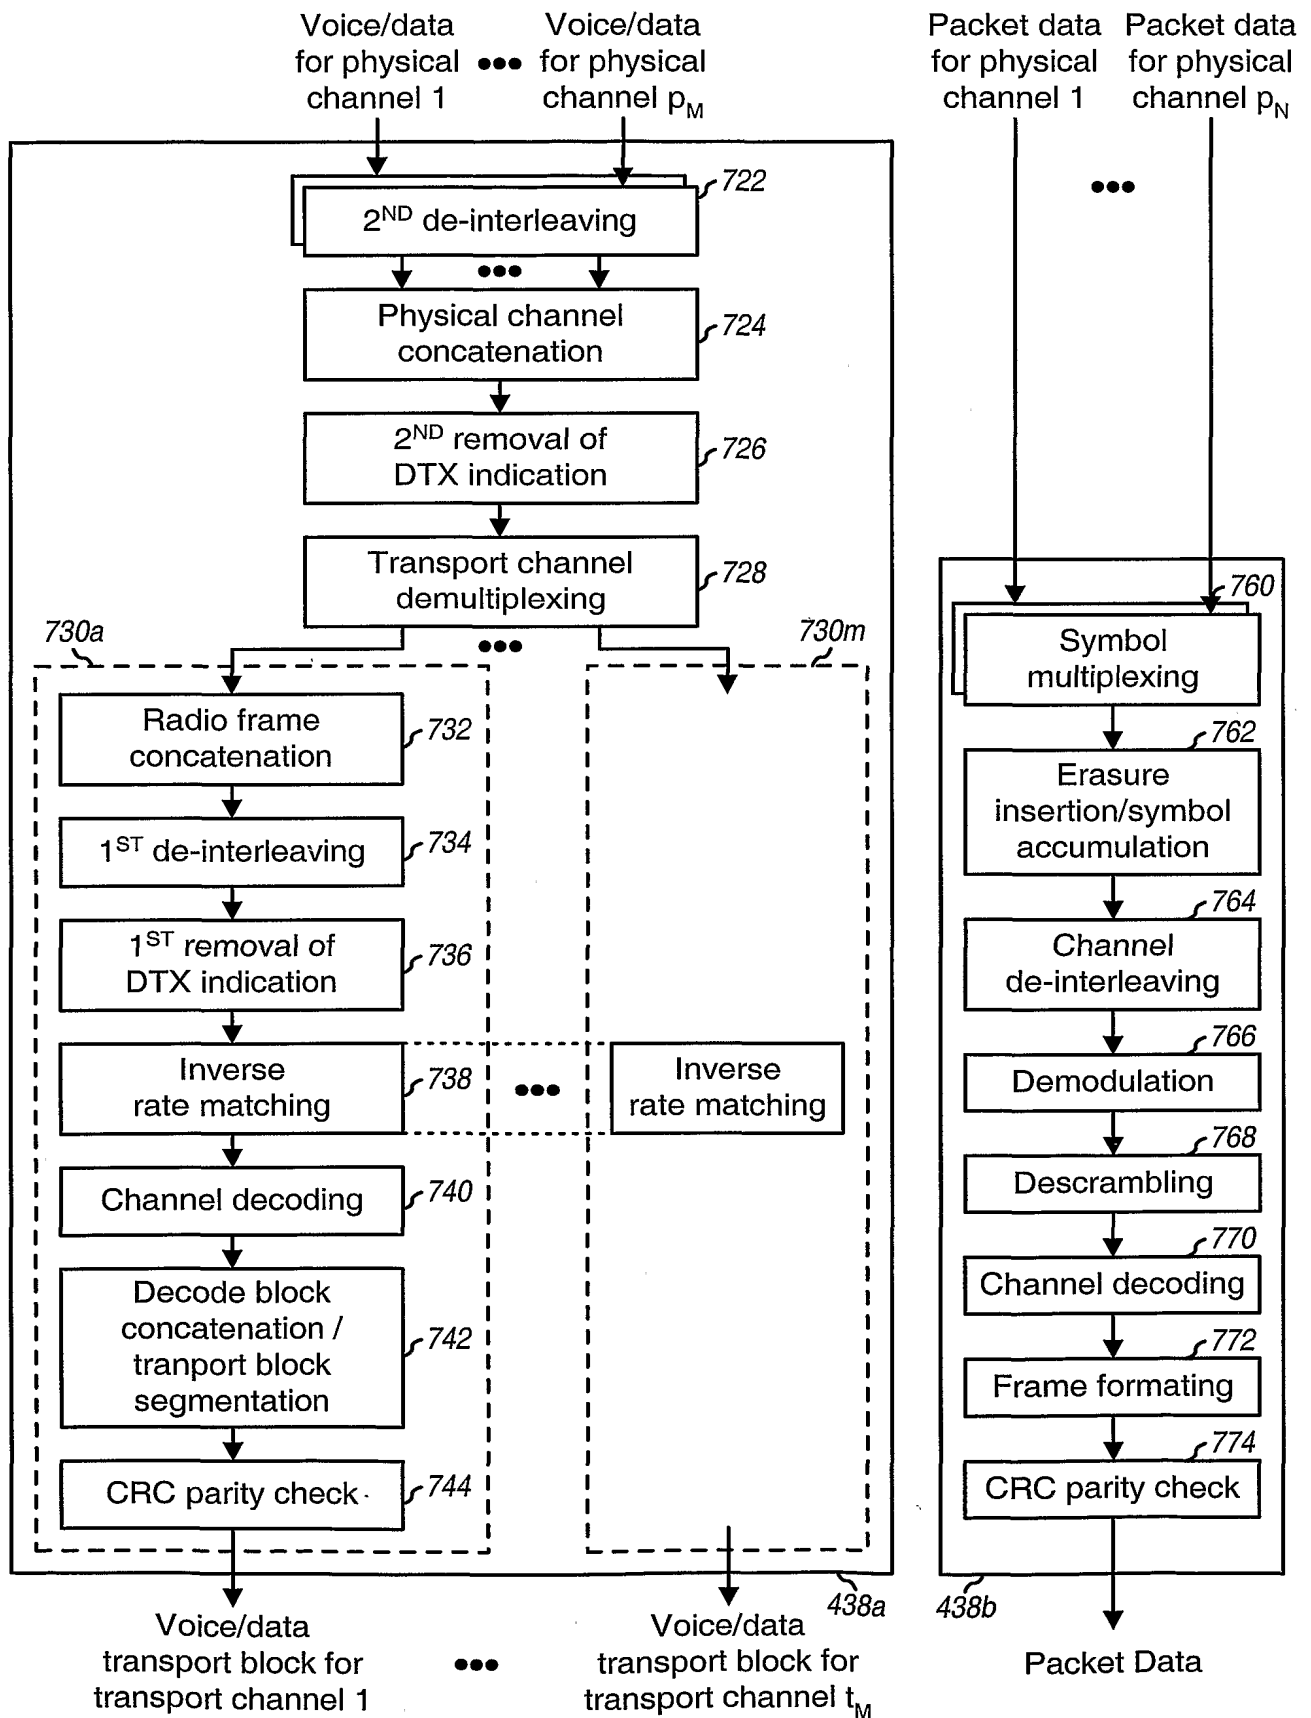 Voice/data
for physical
channel 1
Voice/data
for physical
channel pM
Packet data
for physical
channel 1
Packet data
for physical
channel pN
722
2ND de-interleaving
Physical channel
concatenation
724
2ND removal of
DTX indication
726
Transport channel
demultiplexing
728
730a
730m
Radio frame
concatenation
732
1ST de-interleaving
734
1ST removal of
DTX indication
736
Inverse
rate matching
738
Inverse
rate matching
Channel decoding
740
Decode block
concatenation /
tranport block
segmentation
742
CRC parity check
744
438a
Voice/data
transport block for
transport channel 1
Voice/data
transport block for
transport channel tM
760
Symbol
multiplexing
762
Erasure
insertion/symbol
accumulation
764
Channel
de-interleaving
766
Demodulation
768
Descrambling
770
Channel decoding
772
Frame formating
774
CRC parity check
438b
Packet Data